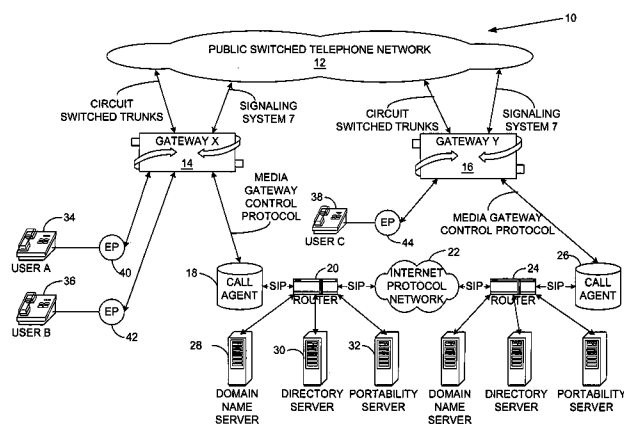 10
PUBLIC SWITCHED TELEPHONE NETWORK
12
CIRCUIT
SWITCHED TRUNKS
SIGNALING
SYSTEM 7
CIRCUIT
SWITCHED TRUNKS
SIGNALING
SYSTEM 7
GATEWAY X
14
GATEWAY Y
16
MEDIA
GATEWAY
CONTROL
PROTOCOL
MEDIA GATEWAY
CONTROL PROTOCOL
34
USER A
EP
40
38
USER C
EP
44
36
USER B
EP
42
18
CALL
AGENT
SIP
20
ROUTER
SIP
22
INTERNET
PROTOCOL
NETWORK
SIP
24
ROUTER
SIP
26
CALL
AGENT
28
DOMAIN
NAME
SERVER
30
DIRECTORY
SERVER
32
PORTABILITY
SERVER
DOMAIN
NAME
SERVER
DIRECTORY
SERVER
PORTABILITY
SERVER